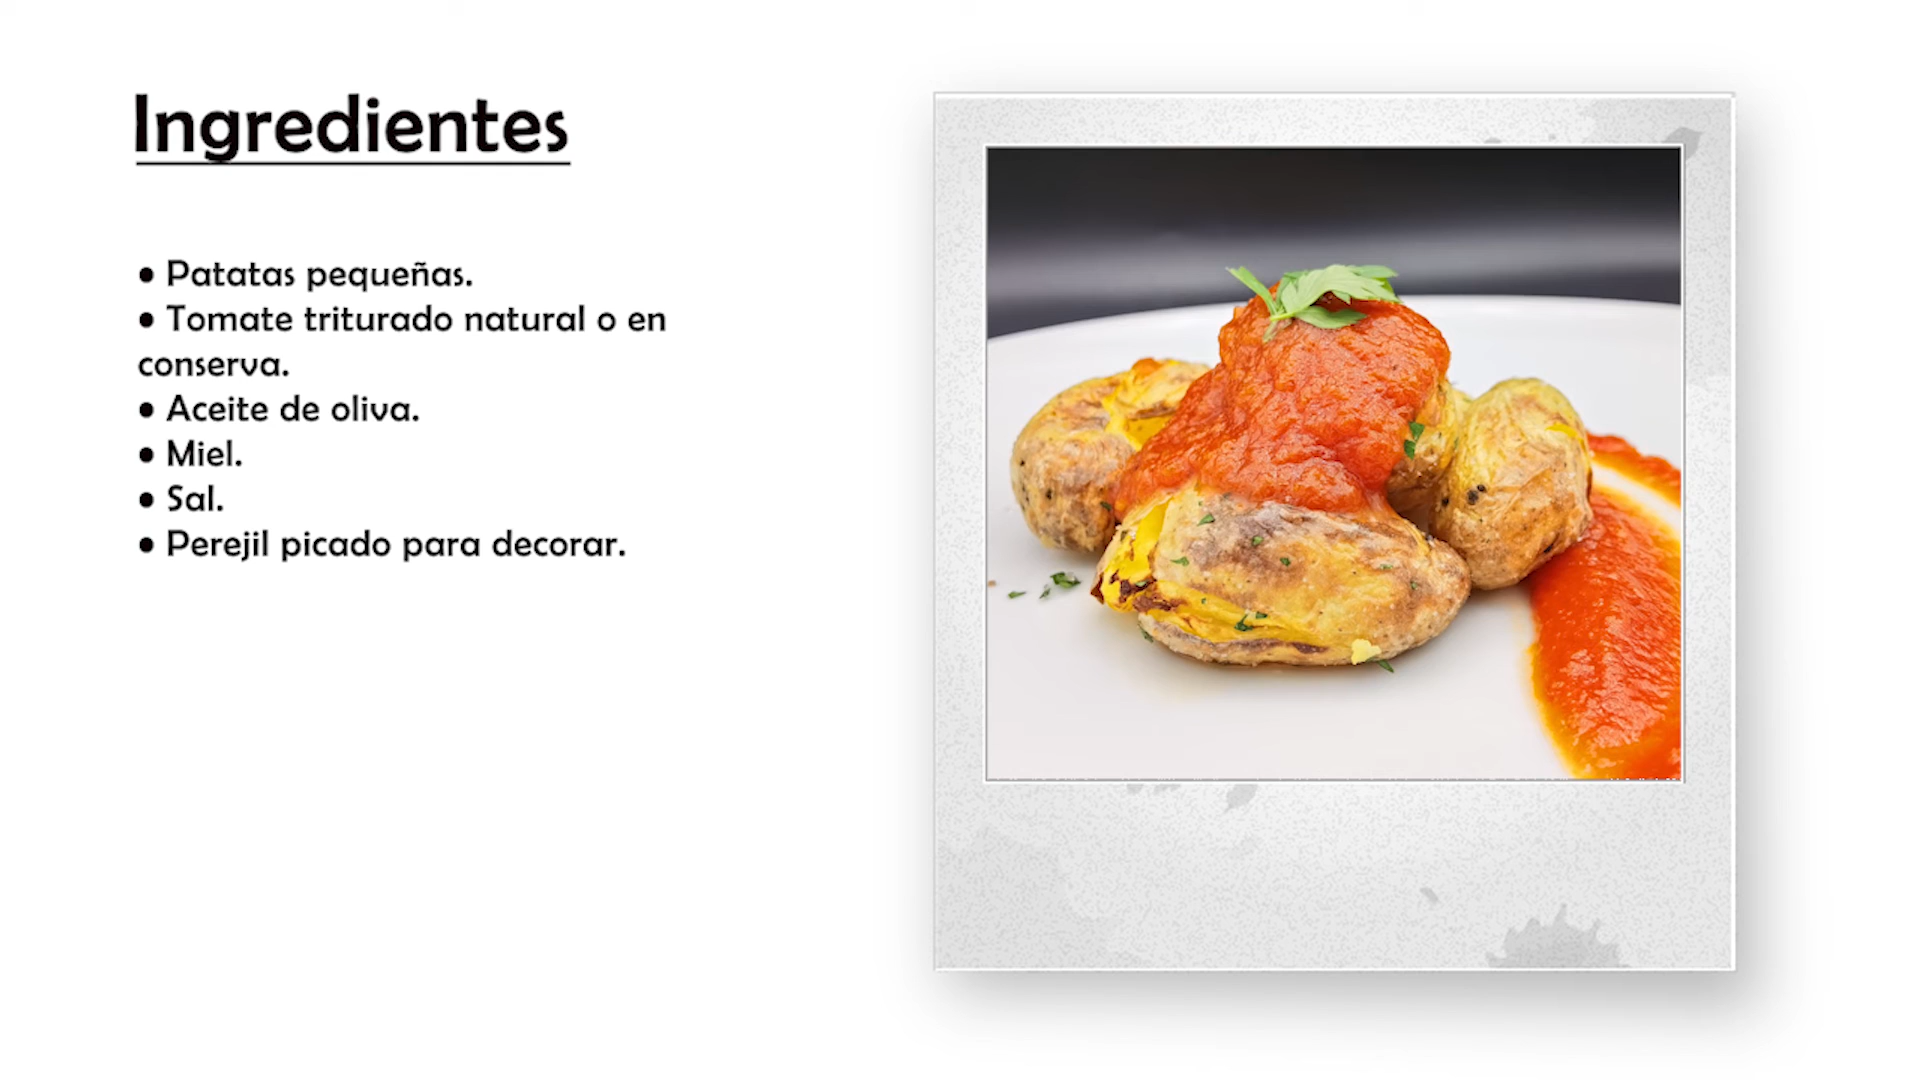 Ingredientes
• Patatas pequeñas.
• Tomate triturado natural o en
conserva.
• Aceite de oliva.
• Miel.
• Sal.
• Perejil picado para decorar.